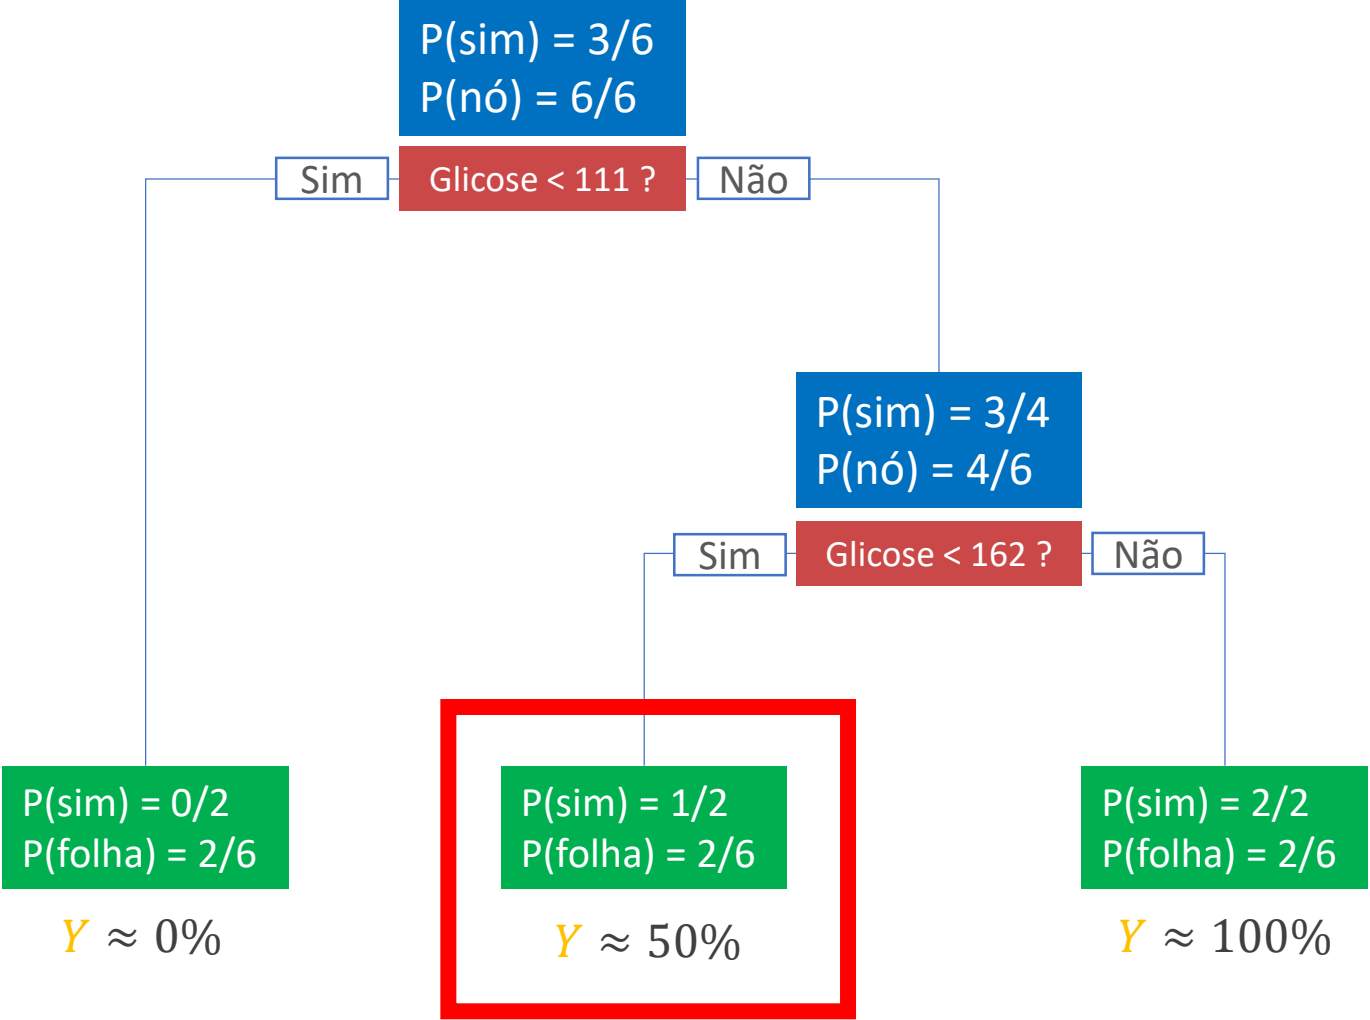 P(sim) = 3/6
P(nó) = 6/6
Sim
Glicose < 111 ?
Não
P(sim) = 3/4
P(nó) = 4/6
Sim
Glicose < 162 ?
Não
P(sim) = 0/2
P(folha) = 2/6
Y ≈ 0%
P(sim) = 1/2
P(folha) = 2/6
Y ≈ 50%
P(sim) = 2/2
P(folha) = 2/6
Y ≈ 100%